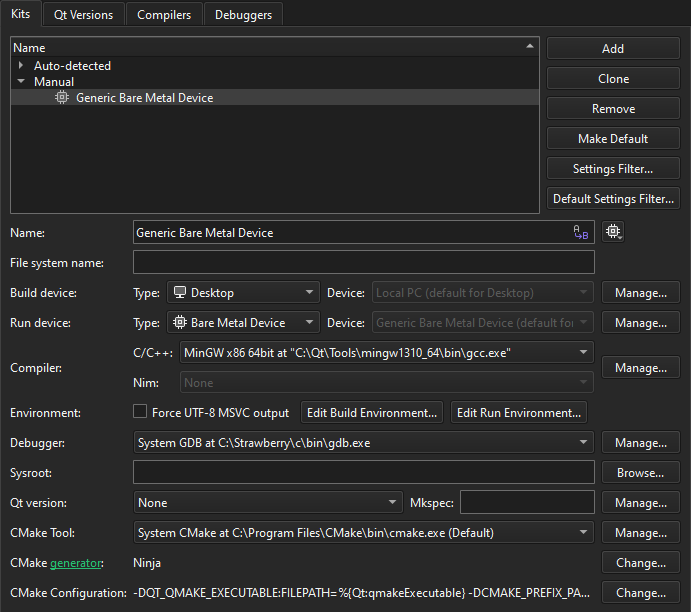 Kits Qt Versions Compilers Debuggers
Name
Auto-detected
Manual
Generic Bare Metal Device
Add
Clone
Remove
Make Default
Settings Filter...
Default Settings Filter...
Name: Generic Bare Metal Device
File system name:
Build device: Type: Desktop Device: Local PC (default for Desktop) Manage...
Run device: Type: Bare Metal Device Device: Generic Bare Metal Device (default for Manage...
Compiler: C/C++: MinGW x86 64bit at "C:\Qt\Tools\mingw1310_64\bin\gcc.exe" Manage...
Nim: None
Environment: Force UTF-8 MSVC output Edit Build Environment... Edit Run Environment...
Debugger: System GDB at C:\Strawberry\c\bin\gdb.exe Manage...
Sysroot: Browse...
Qt version: None Mkspec: Manage...
CMake Tool: System CMake at C:\Program Files\CMake\bin\cmake.exe (Default) Manage...
CMake generator: Ninja Change...
CMake Configuration: -DQT_QMAKE_EXECUTABLE:FILEPATH=%{Qt:qmakeExecutable} -DCMAKE_PREFIX_PA... Change...